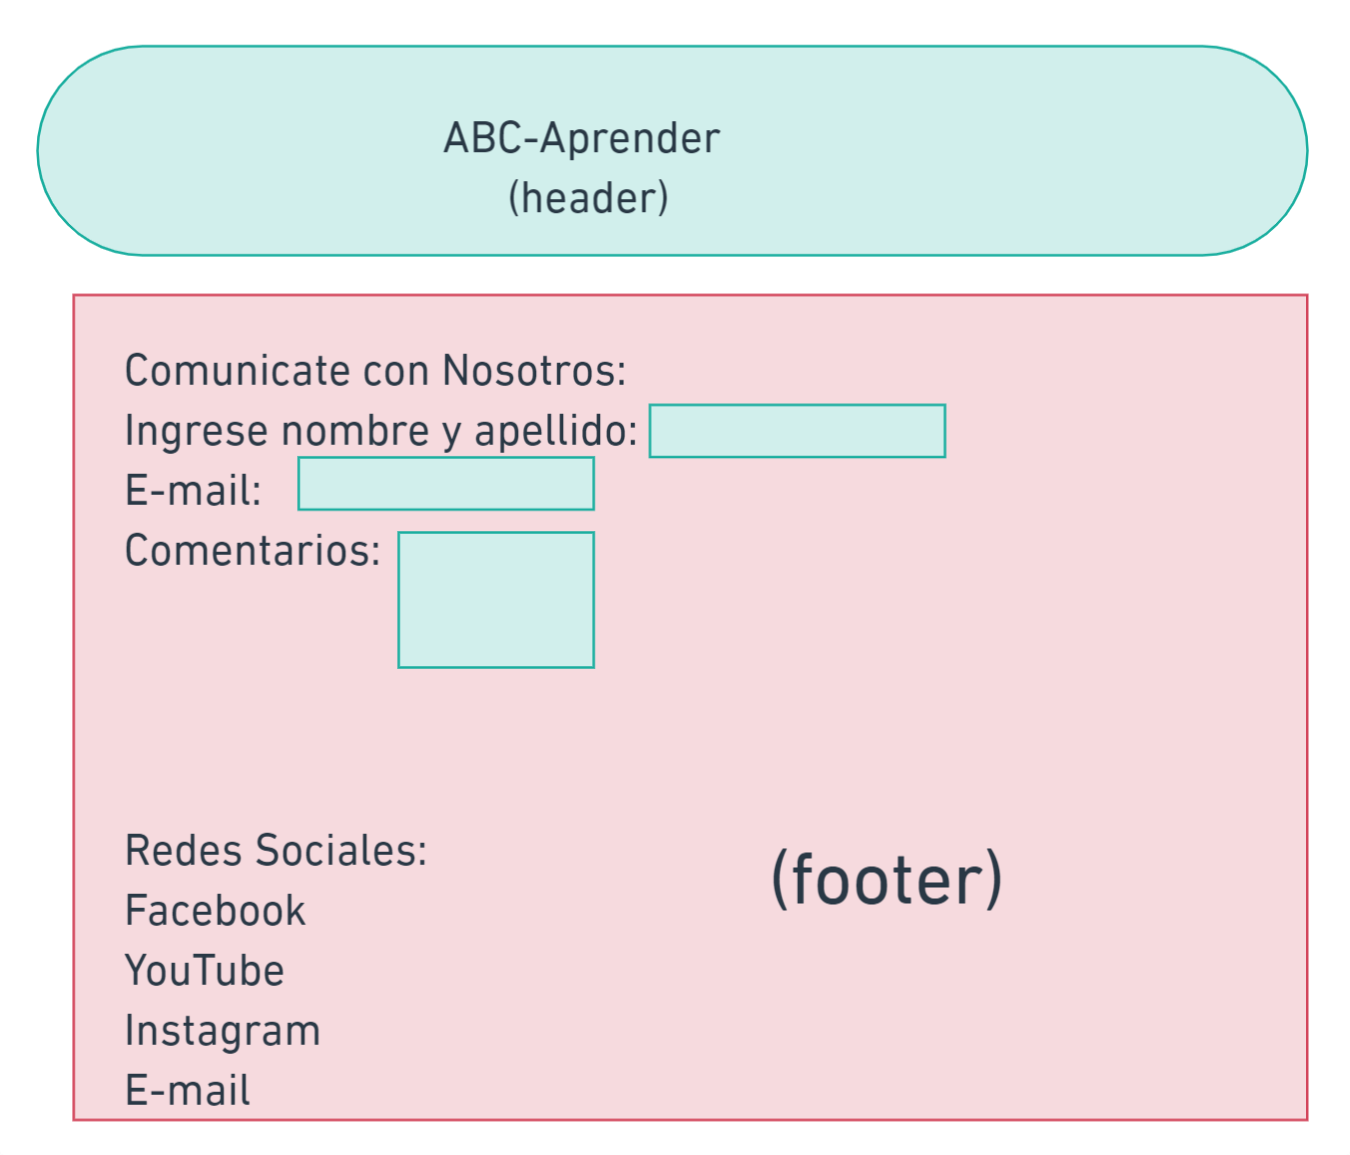 ABC-Aprender
(header)
Comunicate con Nosotros:
Ingrese nombre y apellido:
E-mail:
Comentarios:
Redes Sociales:
Facebook
YouTube
Instagram
E-mail
(footer)